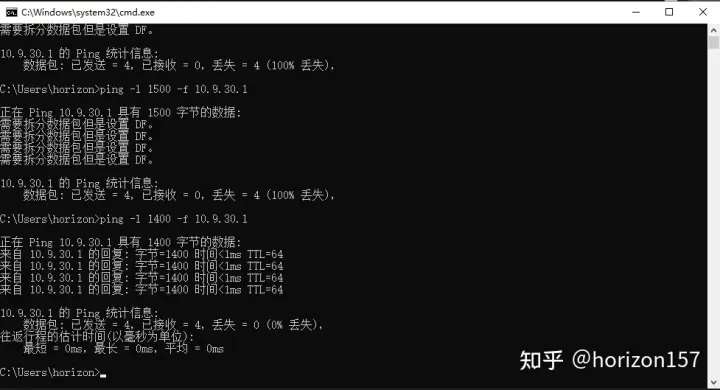 C:\Windows\system32\cmd.exe
需要拆分数据包但是设置 DF。
10.9.30.1 的 Ping 统计信息:
数据包: 已发送 = 4, 已接收 = 0, 丢失 = 4 (100% 丢失),
C:\Users\horizon>ping -l 1500 -f 10.9.30.1
正在 Ping 10.9.30.1 具有 1500 字节的数据:
需要拆分数据包但是设置 DF。
需要拆分数据包但是设置 DF。
需要拆分数据包但是设置 DF。
需要拆分数据包但是设置 DF。
10.9.30.1 的 Ping 统计信息:
数据包: 已发送 = 4, 已接收 = 0, 丢失 = 4 (100% 丢失),
C:\Users\horizon>ping -l 1400 -f 10.9.30.1
正在 Ping 10.9.30.1 具有 1400 字节的数据:
来自 10.9.30.1 的回复: 字节=1400 时间<1ms TTL=64
来自 10.9.30.1 的回复: 字节=1400 时间<1ms TTL=64
来自 10.9.30.1 的回复: 字节=1400 时间<1ms TTL=64
来自 10.9.30.1 的回复: 字节=1400 时间<1ms TTL=64
10.9.30.1 的 Ping 统计信息:
数据包: 已发送 = 4, 已接收 = 4, 丢失 = 0 (0% 丢失),
往返行程的估计时间(以毫秒为单位):
最短 = 0ms, 最长 = 0ms, 平均 = 0ms
C:\Users\horizon>
知乎 @horizon157